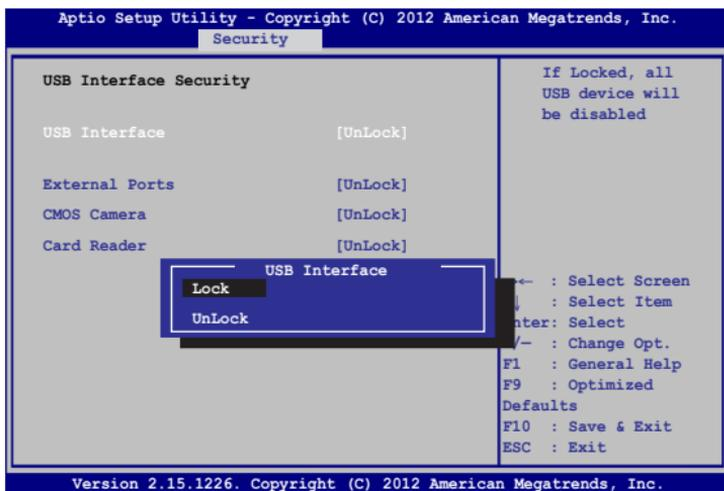 Aptio Setup Utility - Copyright (C) 2012 American Megatrends, Inc.
Security
USB Interface Security
USB Interface [UnLock]
External Ports [UnLock]
CMOS Camera [UnLock]
Card Reader [UnLock]
USB Interface
Lock
UnLock
If Locked, all
USB device will
be disabled
← : Select Screen
↓ : Select Item
nter: Select
/— : Change Opt.
F1 : General Help
F9 : Optimized
Defaults
F10 : Save & Exit
ESC : Exit
Version 2.15.1226. Copyright (C) 2012 American Megatrends, Inc.